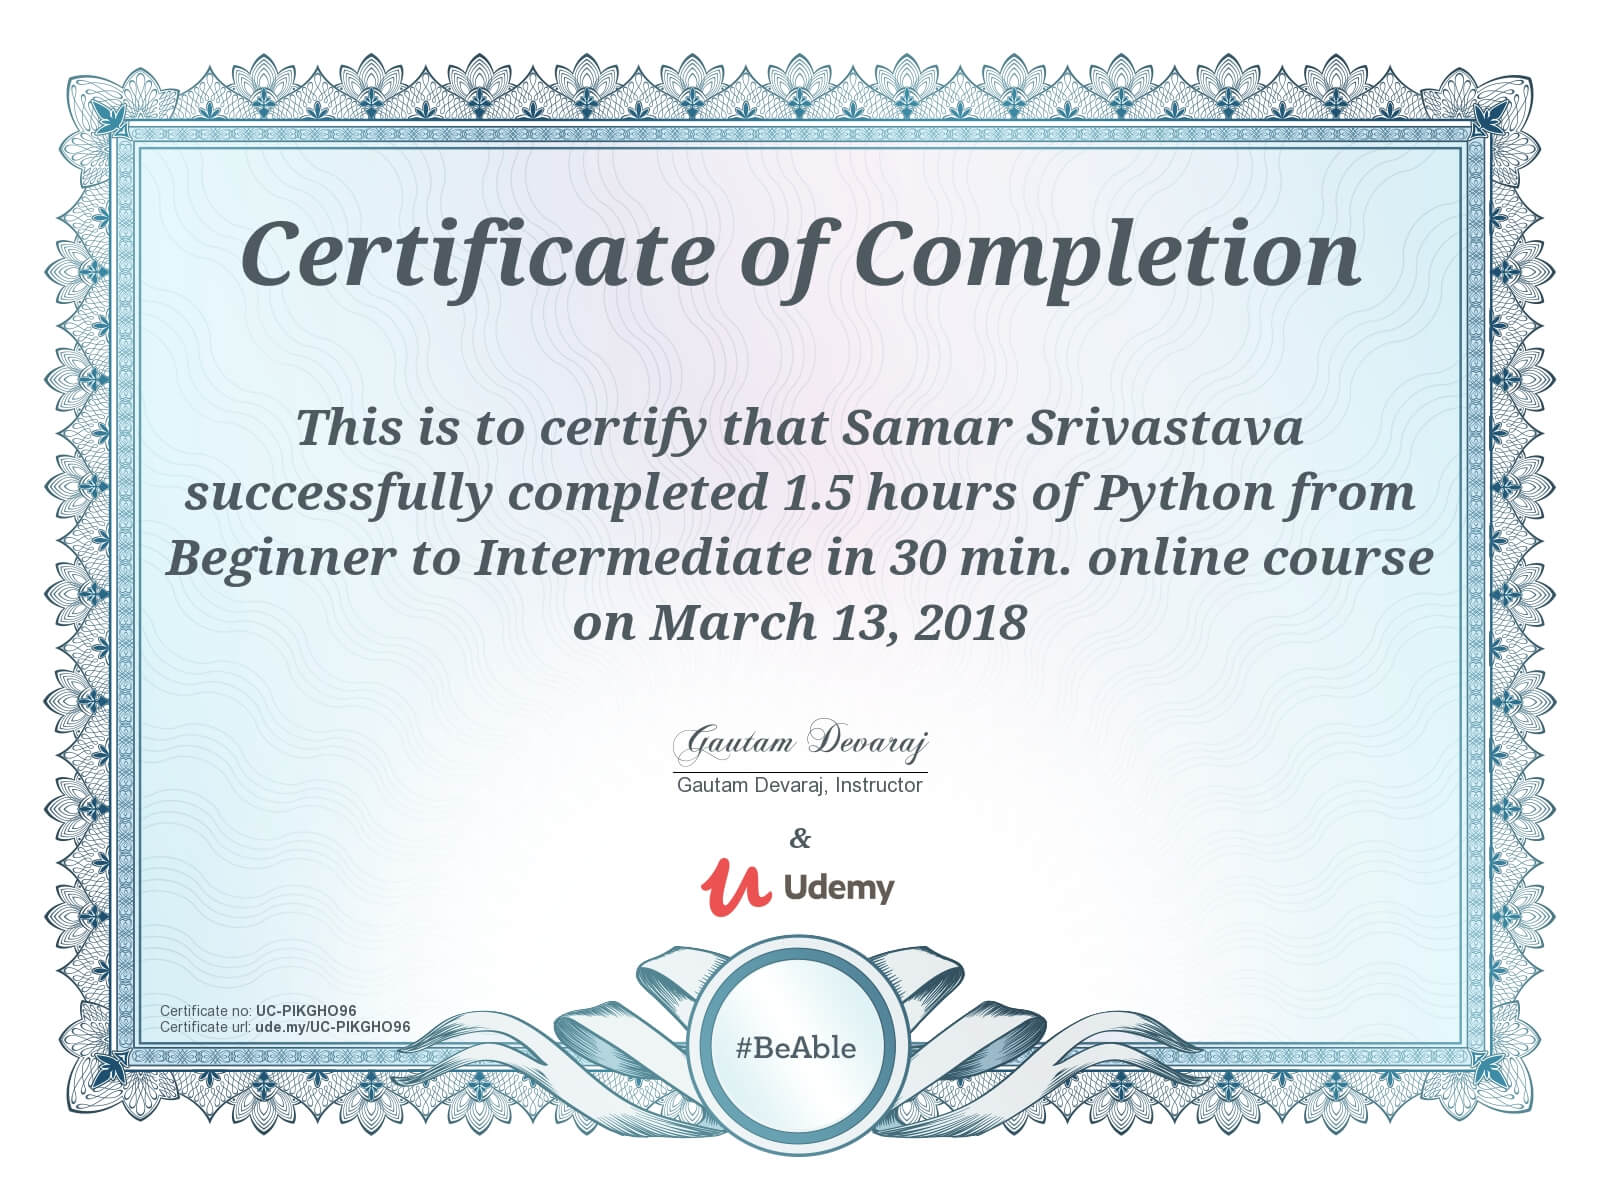 Certificate of Completion
This is to certify that Samar Srivastava
successfully completed 1.5 hours of Python from
Beginner to Intermediate in 30 min. online course
on March 13, 2018
Gautam Devaraj
Gautam Devaraj, Instructor
&
Udemy
Certificate no: UC-PIKGHO96
Certificate url: ude.my/UC-PIKGHO96
#BeAble